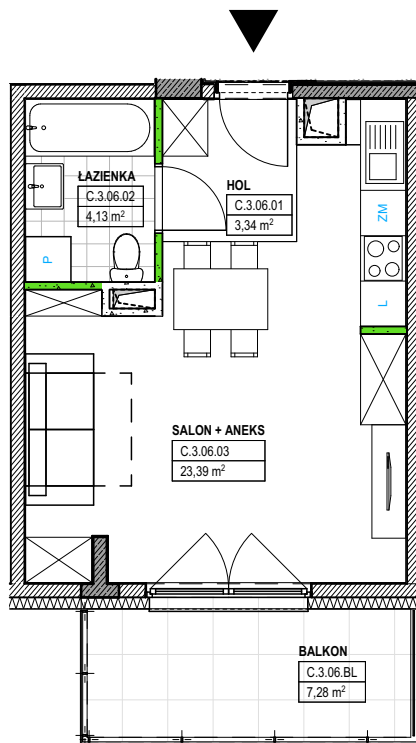 ŁAZIENKA
C.3.06.02
4,13 m²
HOL
C.3.06.01
3,34 m²
ZM
P
L
SALON + ANEKS
C.3.06.03
23,39 m²
BALKON
C.3.06.BL
7,28 m²